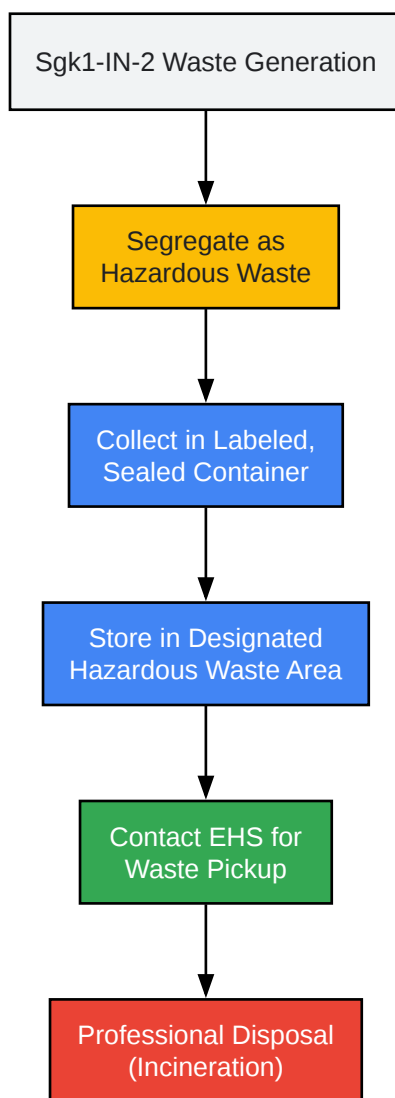 Sgk1-IN-2 Waste Generation
Segregate as
Hazardous Waste
Collect in Labeled,
Sealed Container
Store in Designated
Hazardous Waste Area
Contact EHS for
Waste Pickup
Professional Disposal
(Incineration)